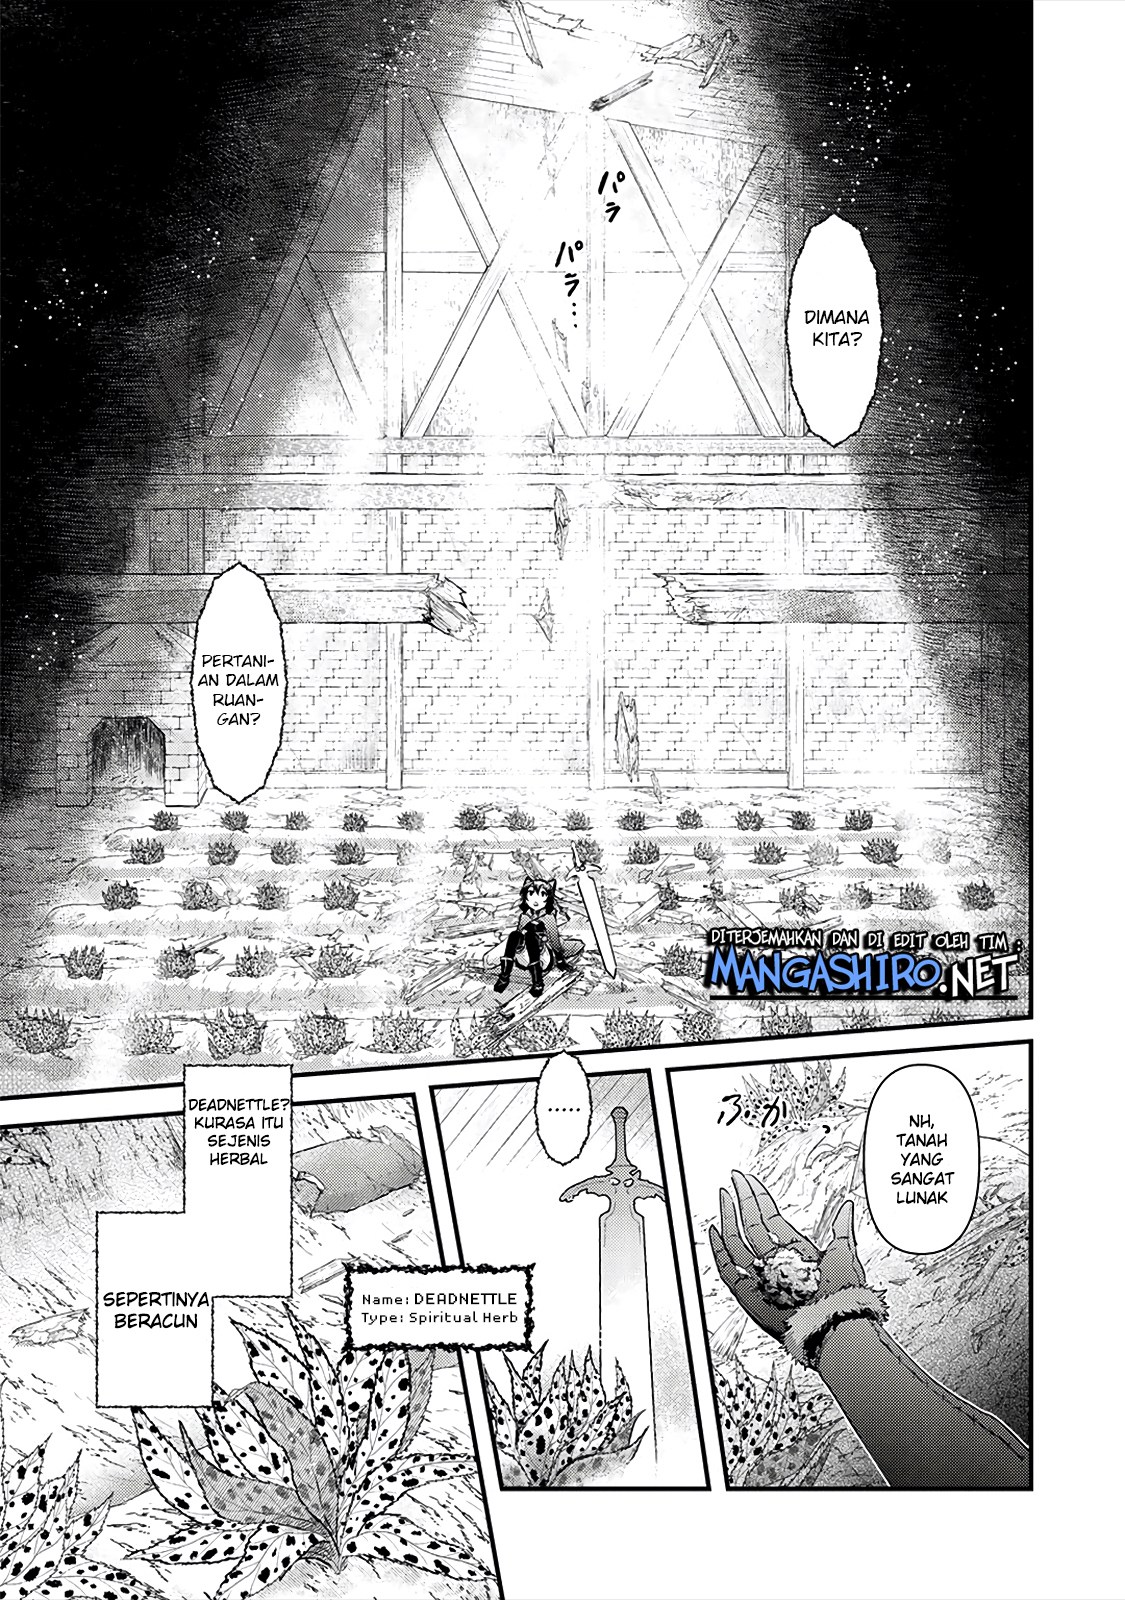 パラ
パラ...
DIMANA
KITA?
PERTANI-
AN DALAM
RUAN-
GAN?
DITERJEMAHKAN DAN DI EDIT OLEH TIM :
MANGASHIRO.NET
ふかっ
NH,
TANAH
YANG
SANGAT
LUNAK
......
DEADNETTLE?
KURASA ITU
SEJENIS
HERBAL
SEPERTINYA
BERACUN
Name: DEADNETTLE
Type: Spiritual Herb